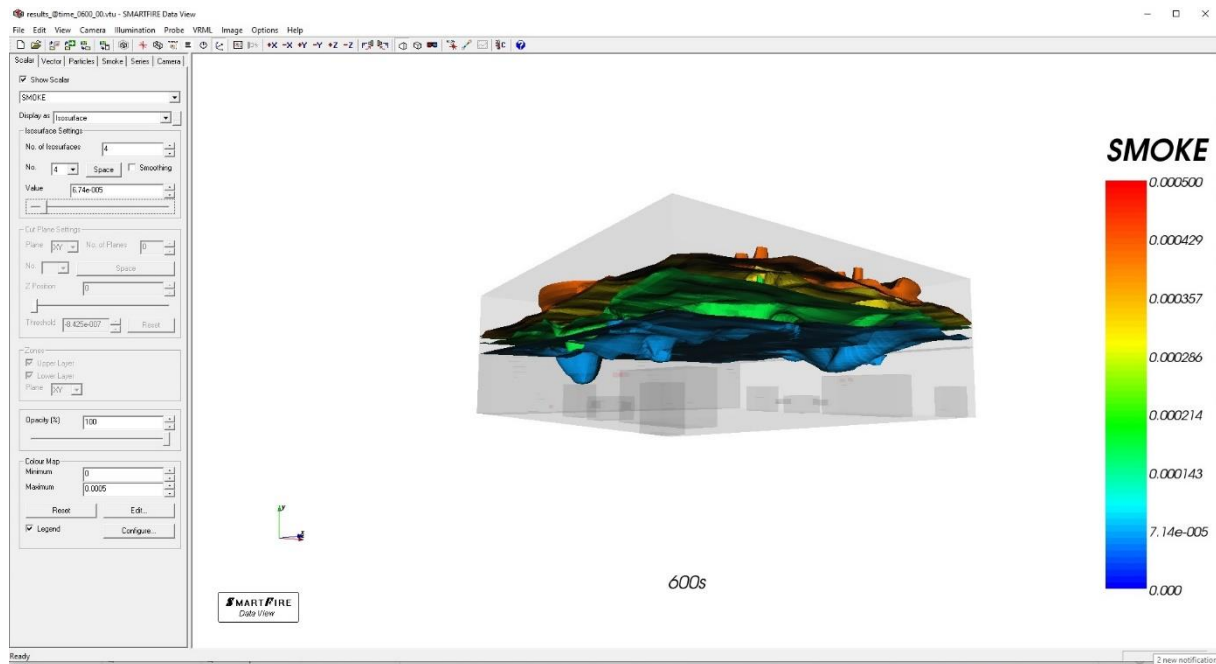 results_@time_0600_00.vtu - SMARTFIRE Data View
File Edit View Camera Illumination Probe VRML Image Options Help
+X -X +Y -Y +Z -Z
Scalar Vector Particles Smoke Series Camera
Show Scalar
SMOKE
Display as Isosurface
Isosurface Settings
No. of Isosurfaces 4
No. 4 Space Smoothing
Value 6.74e-005
Cut Plane Settings
Plane XY No. of Planes 0
No. Space
Z Position 0
Threshold -8.425e-007 Reset
Zones
Upper Layer
Lower Layer
Plane XY
Opacity (%) 100
Colour Map
Minimum 0
Maximum 0.0005
Reset Edit...
Legend Configure...
y
SMARTFIRE
Data View
600s
SMOKE
0.000500
0.000429
0.000357
0.000286
0.000214
0.000143
7.14e-005
0.000
Ready
2 new notification